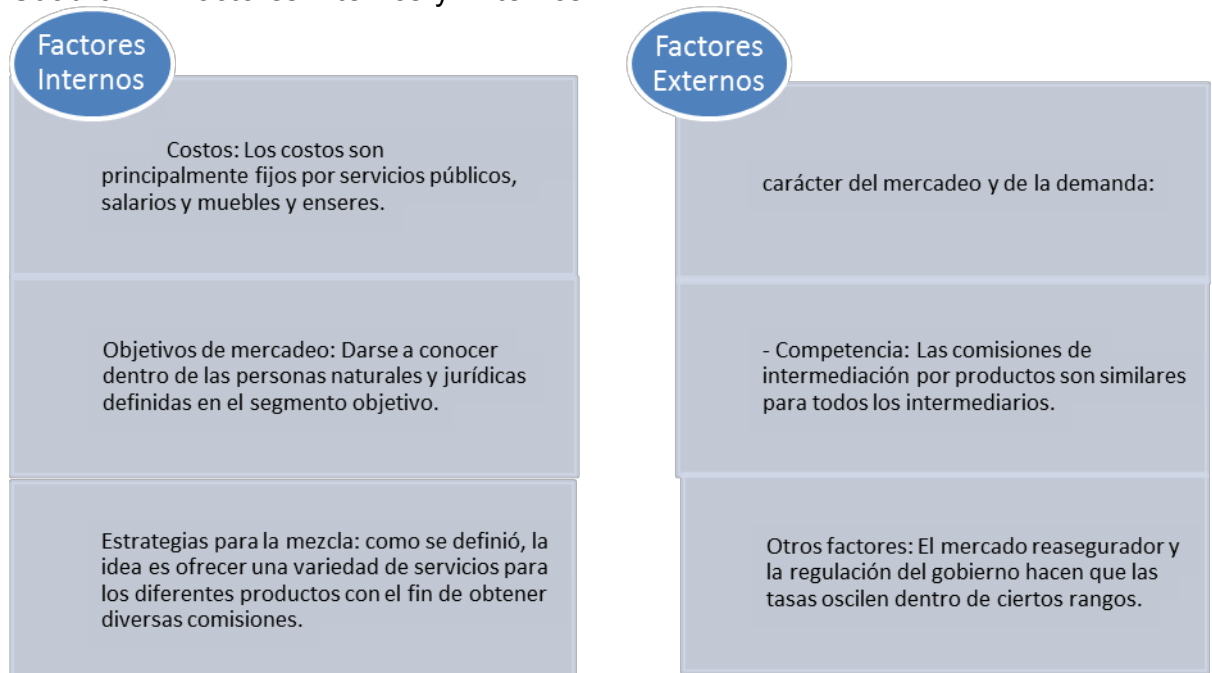 Factores
Internos
Costos: Los costos son
principalmente fijos por servicios públicos,
salarios y muebles y enseres.
Objetivos de mercadeo: Darse a conocer
dentro de las personas naturales y jurídicas
definidas en el segmento objetivo.
Estrategias para la mezcla: como se definió, la
idea es ofrecer una variedad de servicios para
los diferentes productos con el fin de obtener
diversas comisiones.
Factores
Externos
carácter del mercadeo y de la demanda:
- Competencia: Las comisiones de
intermediación por productos son similares
para todos los intermediarios.
Otros factores: El mercado reasegurador y
la regulación del gobierno hacen que las
tasas oscilen dentro de ciertos rangos.